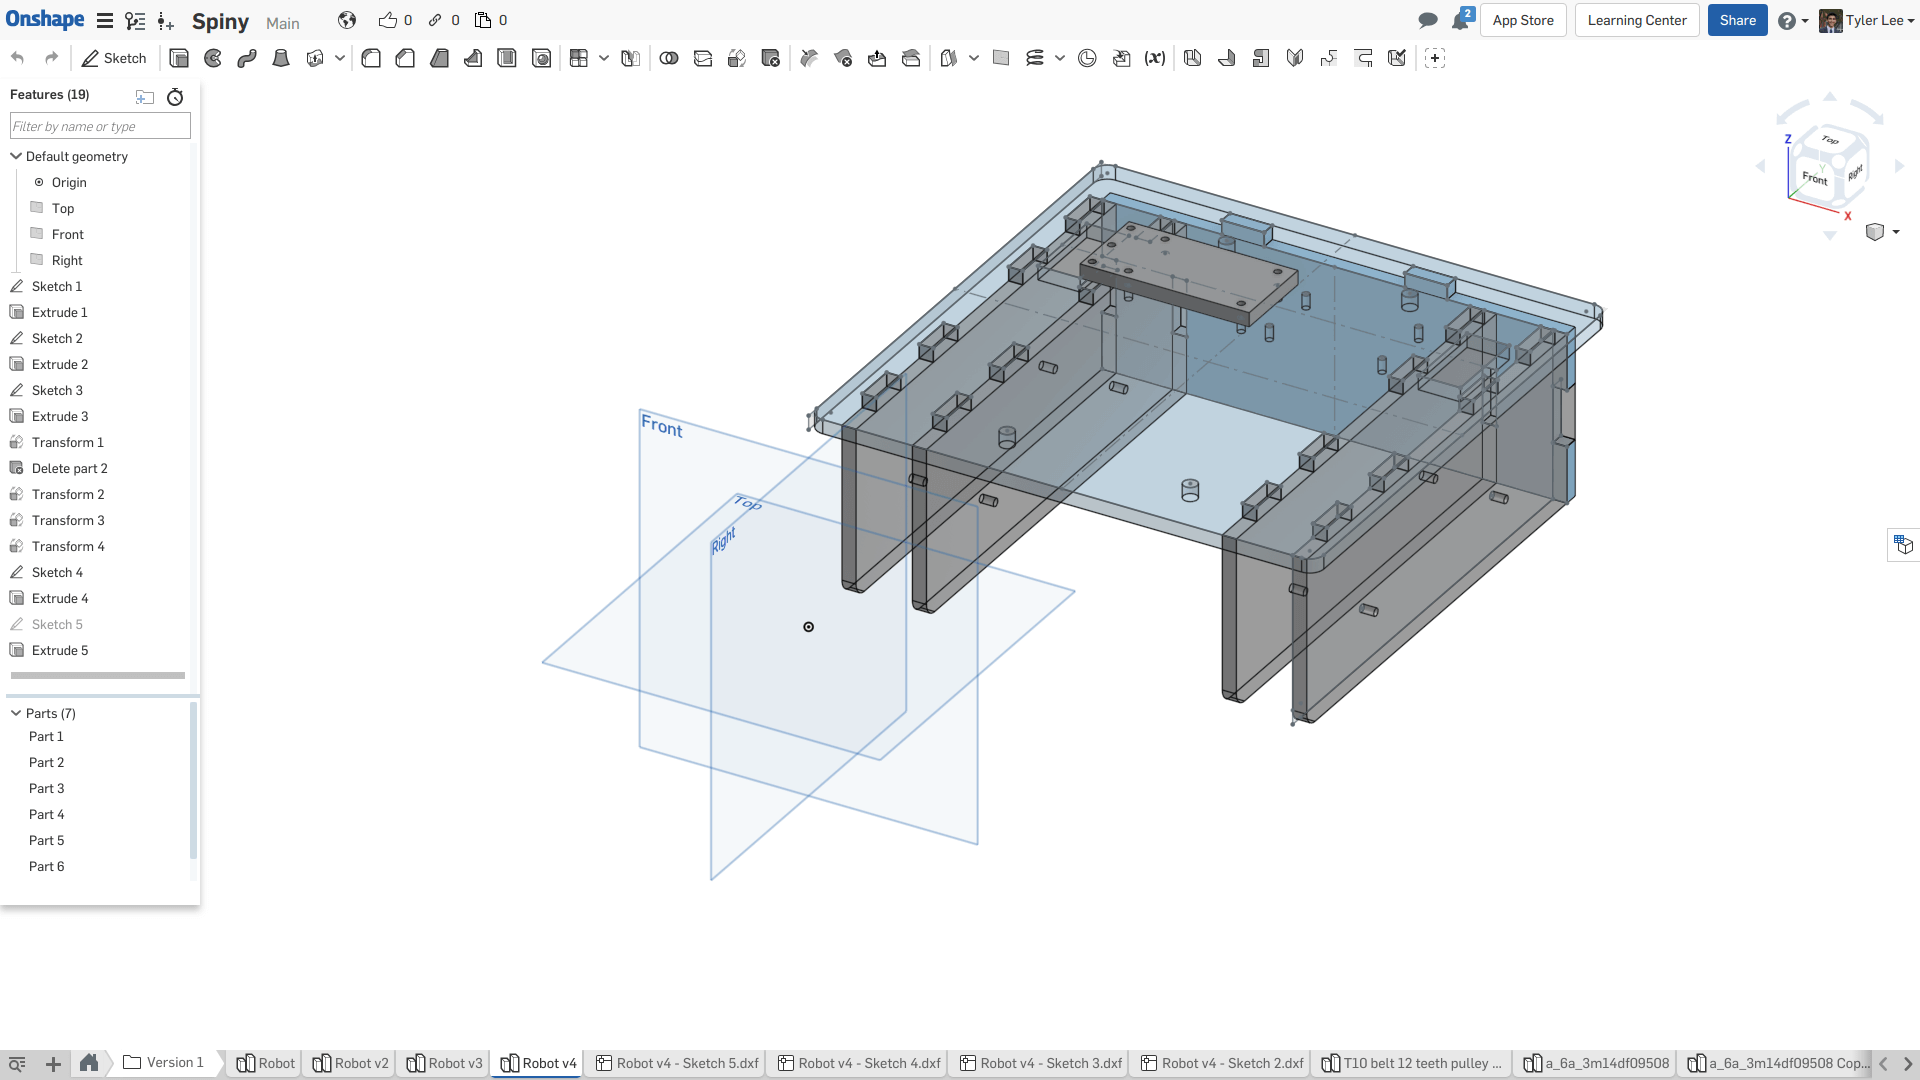 Onshape Spiny Main 0 0 0 2 App Store Learning Center Share Tyler Lee
Sketch (x)
Features (19)
Filter by name or type
Default geometry
Origin
Top
Front
Right
Sketch 1
Extrude 1
Sketch 2
Extrude 2
Sketch 3
Extrude 3
Transform 1
Delete part 2
Transform 2
Transform 3
Transform 4
Sketch 4
Extrude 4
Sketch 5
Extrude 5
Parts (7)
Part 1
Part 2
Part 3
Part 4
Part 5
Part 6
Front
Top
Right
Z
Top
Y
Front
Right
X
Version 1 Robot Robot v2 Robot v3 Robot v4 Robot v4 - Sketch 5.dxf Robot v4 - Sketch 4.dxf Robot v4 - Sketch 3.dxf Robot v4 - Sketch 2.dxf T10 belt 12 teeth pulley ... a_6a_3m14df09508 a_6a_3m14df09508 Cop...